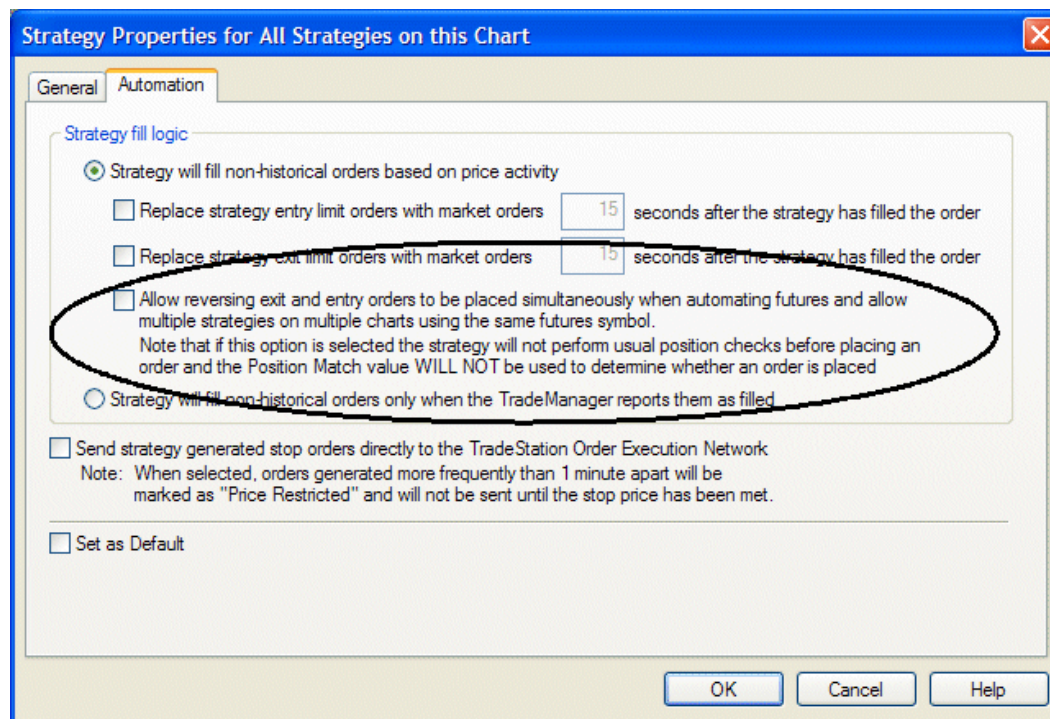 Strategy Properties for All Strategies on this Chart
General
Automation
Strategy fill logic
Strategy will fill non-historical orders based on price activity
Replace strategy entry limit orders with market orders 15 seconds after the strategy has filled the order
Replace strategy exit limit orders with market orders 15 seconds after the strategy has filled the order
Allow reversing exit and entry orders to be placed simultaneously when automating futures and allow
multiple strategies on multiple charts using the same futures symbol.
Note that if this option is selected the strategy will not perform usual position checks before placing an
order and the Position Match value WILL NOT be used to determine whether an order is placed
Strategy will fill non-historical orders only when the TradeManager reports them as filled
Send strategy generated stop orders directly to the TradeStation Order Execution Network
Note: When selected, orders generated more frequently than 1 minute apart will be
marked as "Price Restricted" and will not be sent until the stop price has been met.
Set as Default
OK
Cancel
Help